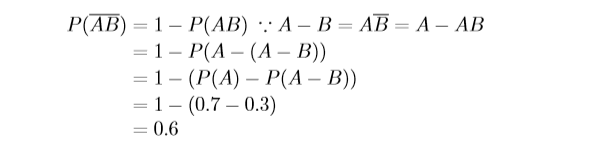 P(\overline{AB}) = 1 − P(AB) ∵ A − B = A\overline{B} = A − AB
= 1 − P(A − (A − B))
= 1 − (P(A) − P(A − B))
= 1 − (0.7 − 0.3)
= 0.6